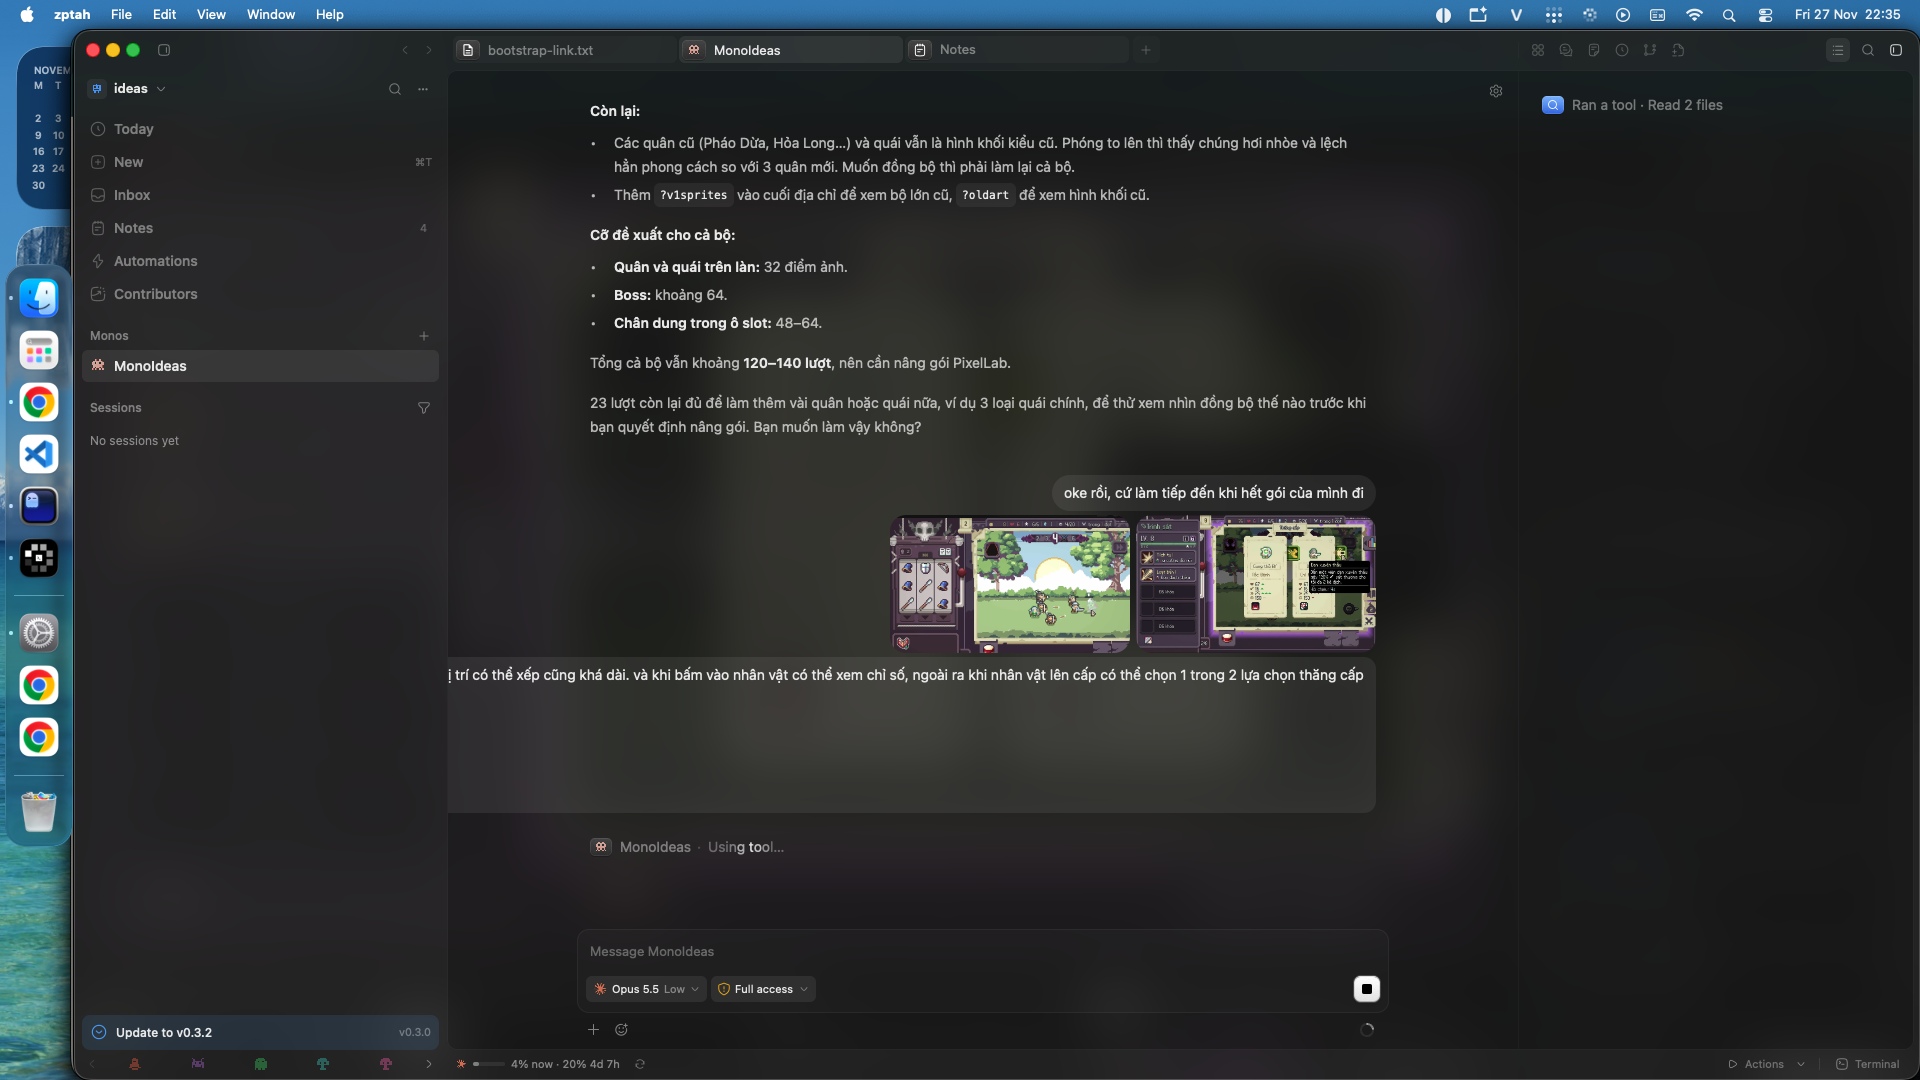 zptah File Edit View Window Help
Fri 27 Nov 22:35
NOVEM
M T
2 3
9 10
16 17
23 24
30
bootstrap-link.txt
MonoIdeas
Notes
ideas
Today
New ⌘T
Inbox
Notes 4
Automations
Contributors
Monos
MonoIdeas
Sessions
No sessions yet
Update to v0.3.2 v0.3.0
Còn lại:
• Các quân cũ (Pháo Dừa, Hỏa Long...) và quái vẫn là hình khối kiểu cũ. Phóng to lên thì thấy chúng hơi nhòe và lệch
hẳn phong cách so với 3 quân mới. Muốn đồng bộ thì phải làm lại cả bộ.
• Thêm ?v1sprites vào cuối địa chỉ để xem bộ lớn cũ, ?oldart để xem hình khối cũ.
Cỡ đề xuất cho cả bộ:
• Quân và quái trên làn: 32 điểm ảnh.
• Boss: khoảng 64.
• Chân dung trong ô slot: 48–64.
Tổng cả bộ vẫn khoảng 120–140 lượt, nên cần nâng gói PixelLab.
23 lượt còn lại đủ để làm thêm vài quân hoặc quái nữa, ví dụ 3 loại quái chính, để thử xem nhìn đồng bộ thế nào trước khi
bạn quyết định nâng gói. Bạn muốn làm vậy không?
oke rồi, cứ làm tiếp đến khi hết gói của mình đi
ị trí có thể xếp cũng khá dài. và khi bấm vào nhân vật có thể xem chỉ số, ngoài ra khi nhân vật lên cấp có thể chọn 1 trong 2 lựa chọn thăng cấp
MonoIdeas · Using tool...
Message MonoIdeas
Opus 5.5 Low
Full access
4% now · 20% 4d 7h
Ran a tool · Read 2 files
Actions
Terminal